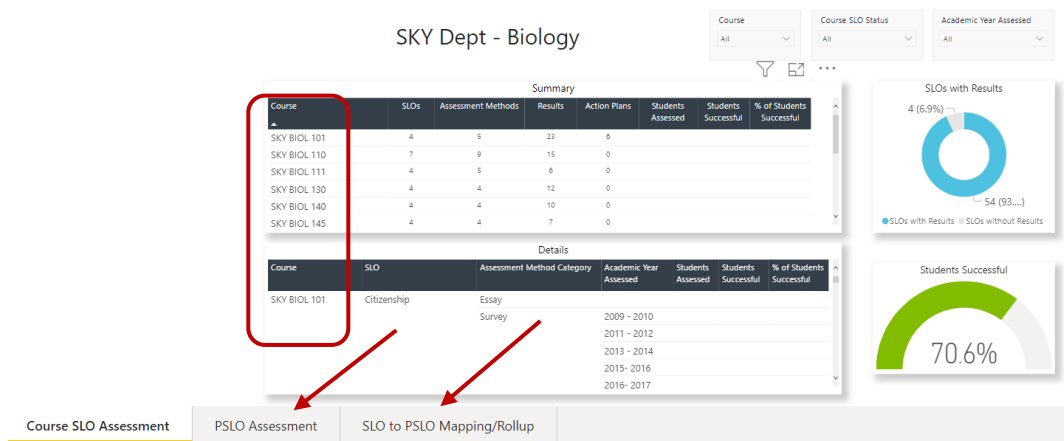 SKY Dept - Biology
Course
All
Course SLO Status
All
Academic Year Assessed
All
Summary
Course SLOs Assessment Methods Results Action Plans Students Assessed Students Successful % of Students Successful
SKY BIOL 101 4 5 23 6
SKY BIOL 110 7 9 15 0
SKY BIOL 111 4 5 6 0
SKY BIOL 130 4 4 12 0
SKY BIOL 140 4 4 10 0
SKY BIOL 145 4 4 7 0
SLOs with Results
4 (6.9%)
54 (93....)
SLOs with Results SLOs without Results
Details
Course SLO Assessment Method Category Academic Year Assessed Students Assessed Students Successful % of Students Successful
SKY BIOL 101 Citizenship Essay
Survey 2009 - 2010
2011 - 2012
2013 - 2014
2015- 2016
2016- 2017
Students Successful
70.6%
Course SLO Assessment PSLO Assessment SLO to PSLO Mapping/Rollup